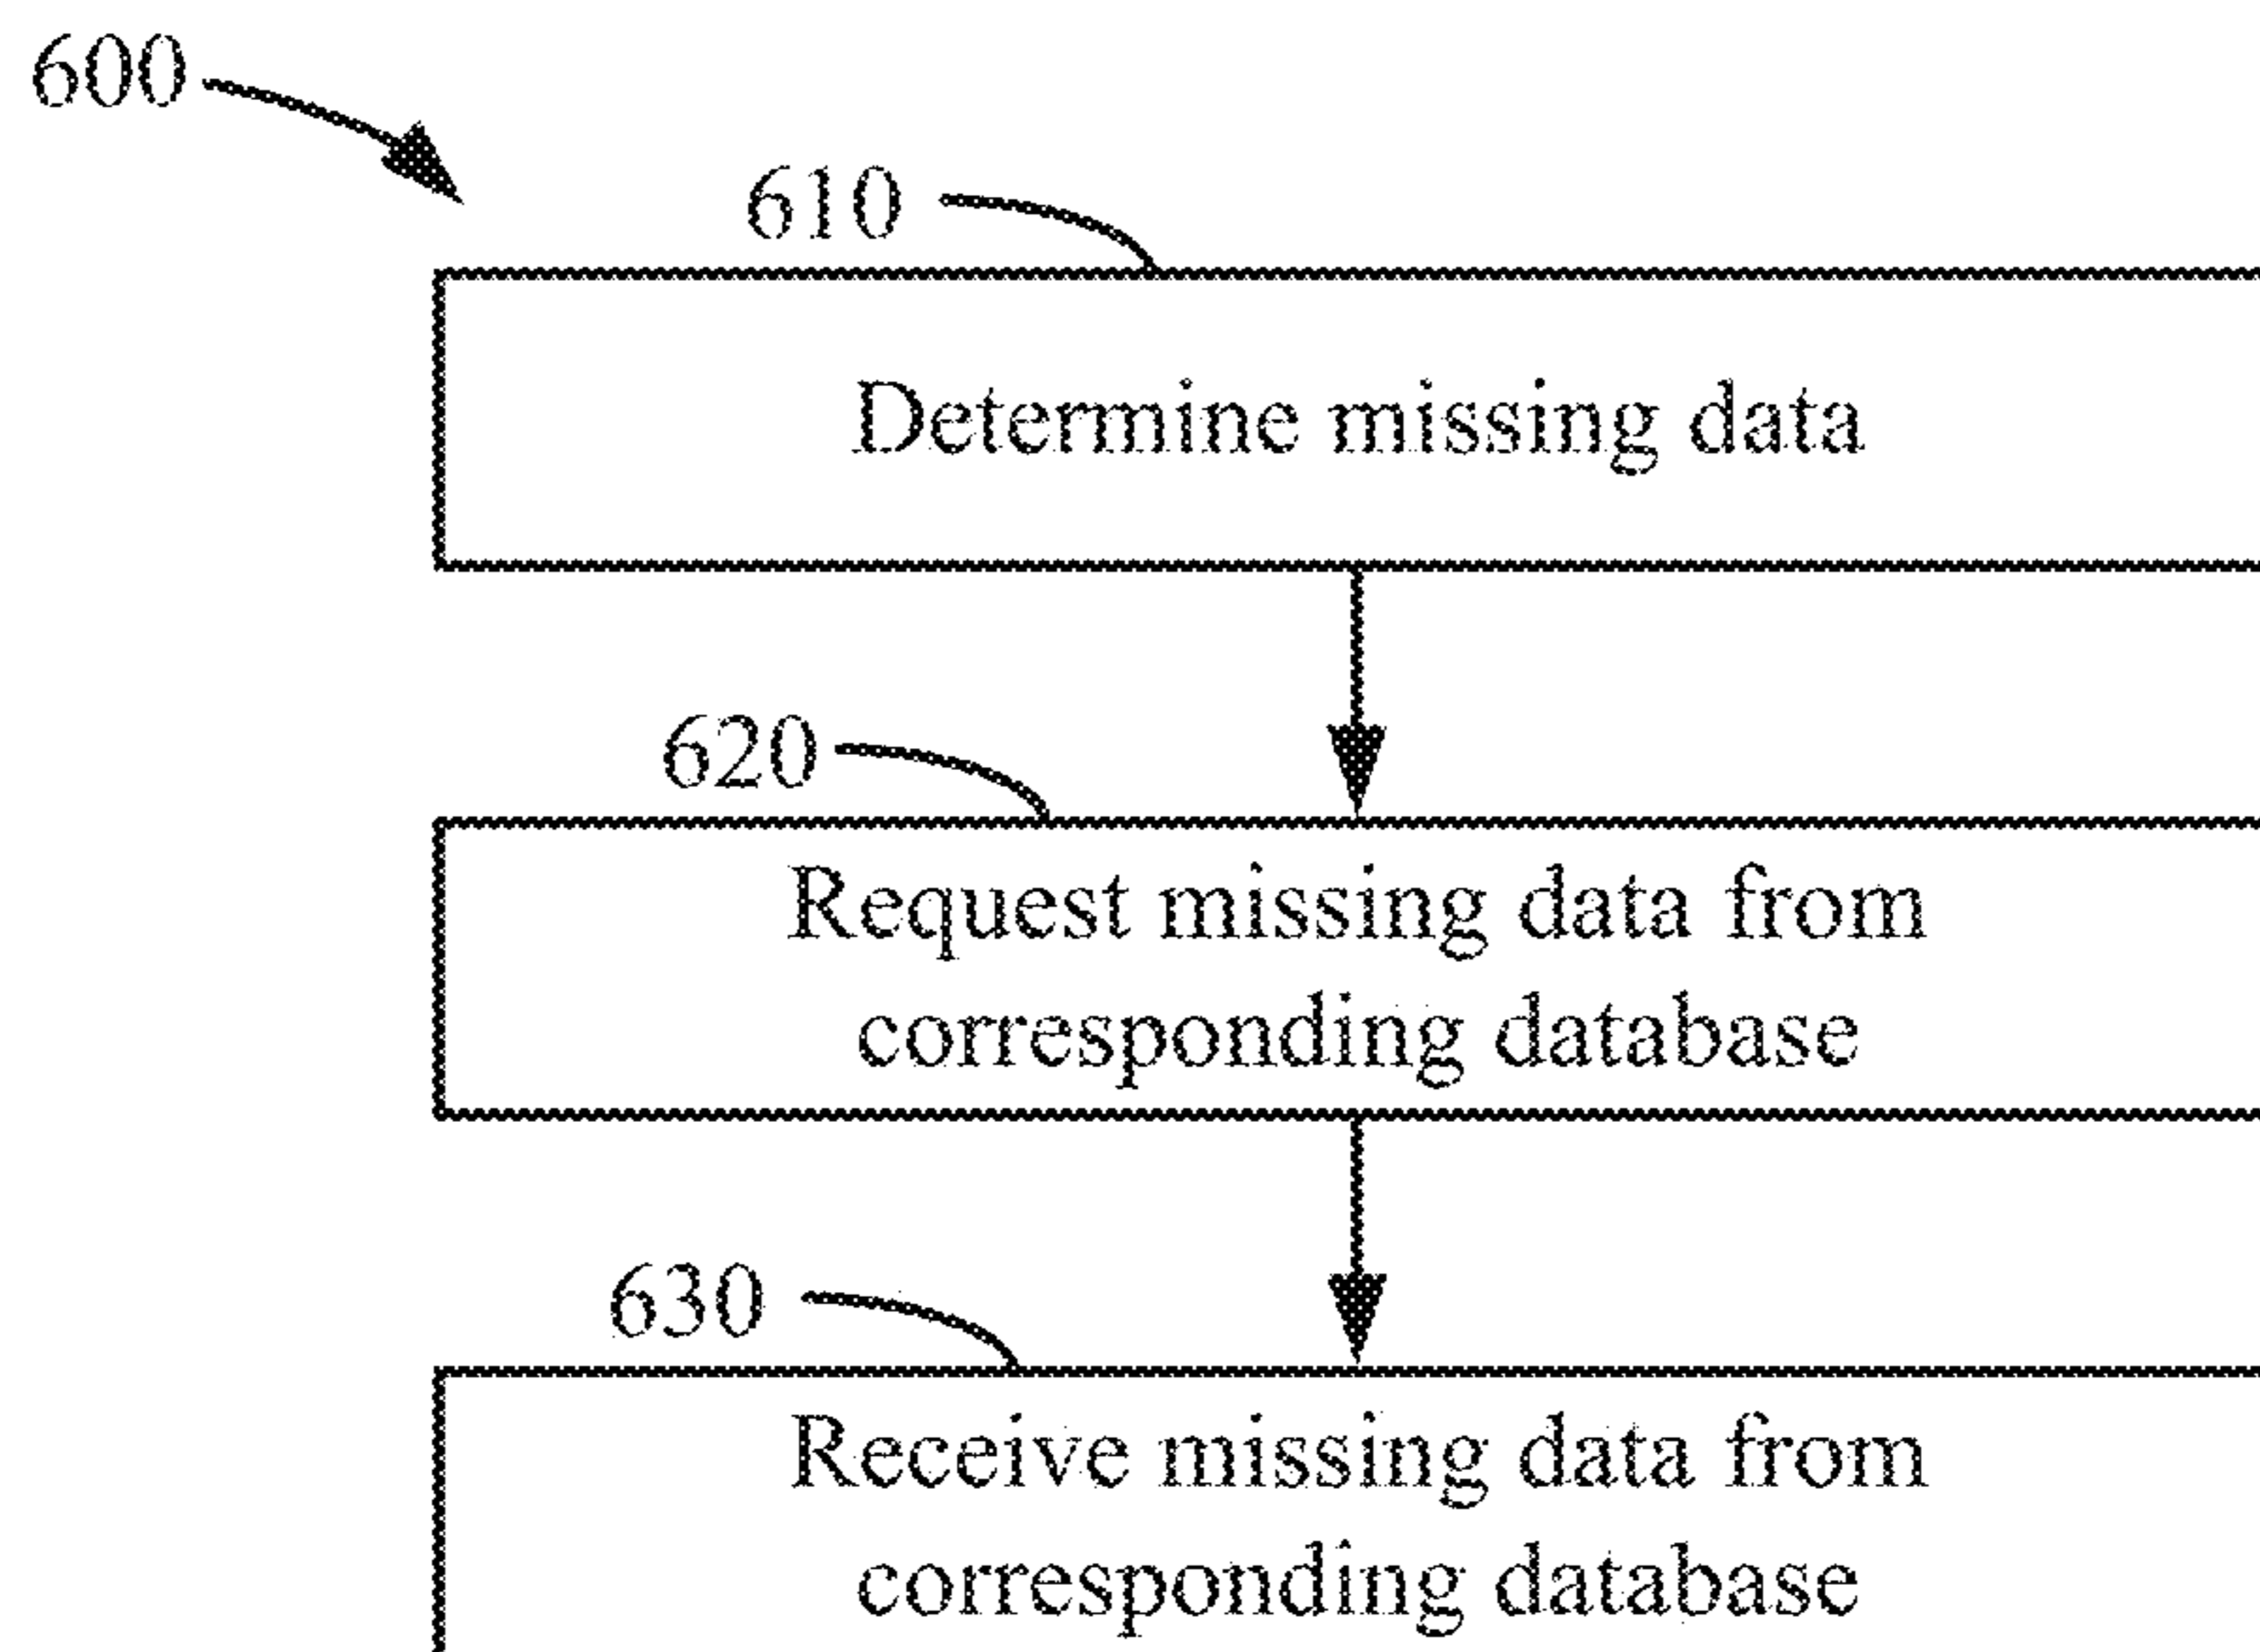 600
610
Determine missing data
620
Request missing data from
corresponding database
630
Receive missing data from
corresponding database